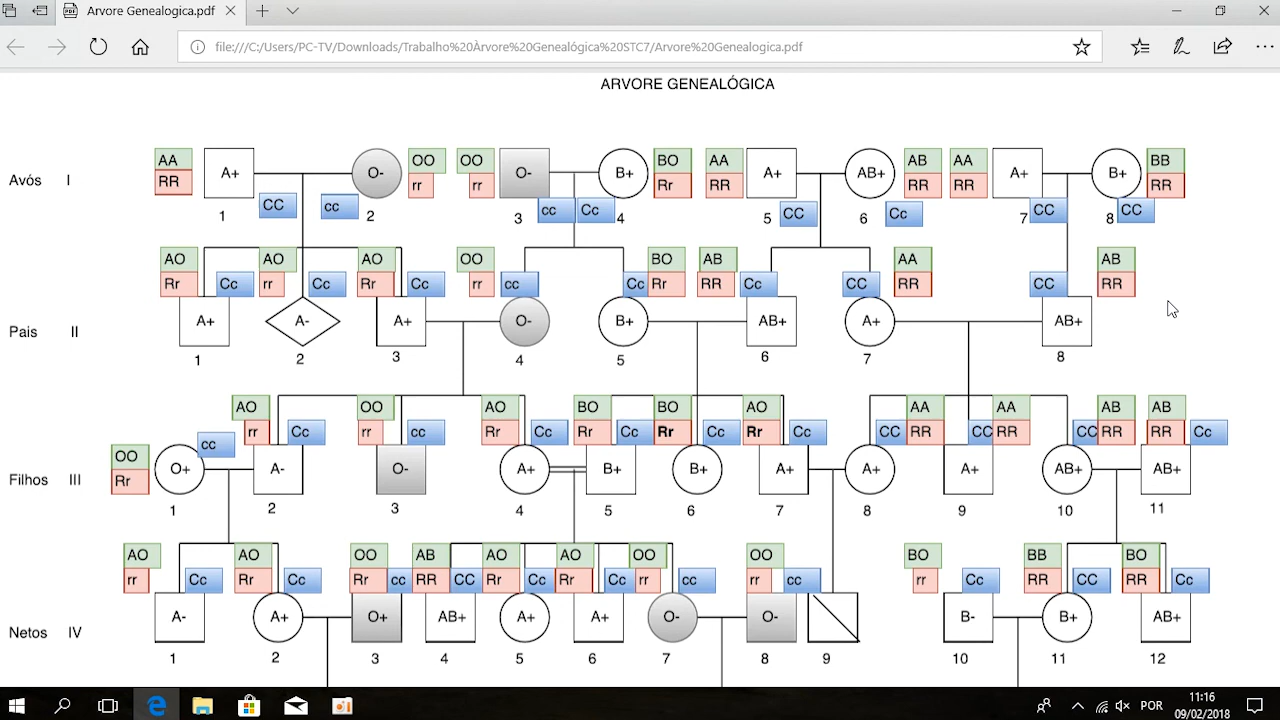 Arvore Genealogica.pdf
file:///C:/Users/PC-TV/Downloads/Trabalho%20Àrvore%20Genealógica%20STC7/Arvore%20Genealogica.pdf
ARVORE GENEALÓGICA
AA OO OO BO AA AB AA BB
Avós I A+ O- O- B+ A+ AB+ A+ B+
RR rr rr Rr RR RR RR RR
CC cc cc Cc CC Cc CC CC
1 2 3 4 5 6 7 8
AO AO AO OO BO AB AA AB
Rr Cc rr Cc Rr Cc rr cc Cc Rr RR Cc CC RR CC RR
Pais II A+ A- A+ O- B+ AB+ A+ AB+
1 2 3 4 5 6 7 8
AO OO AO BO BO AO AA AA AB AB
rr Cc rr cc Rr Cc Rr Cc Rr Cc Rr Cc CC RR CC RR CC RR RR Cc
cc
OO
Rr
Filhos III O+ A- O- A+ B+ B+ A+ A+ A+ AB+ AB+
1 2 3 4 5 6 7 8 9 10 11
AO AO OO AB AO AO OO OO BO BB BO
rr Cc Rr Cc Rr cc RR CC Rr Cc Rr Cc rr cc rr cc rr Cc RR CC RR Cc
Netos IV A- A+ O+ AB+ A+ A+ O- O- B- B+ AB+
1 2 3 4 5 6 7 8 9 10 11 12
POR
11:16
09/02/2018